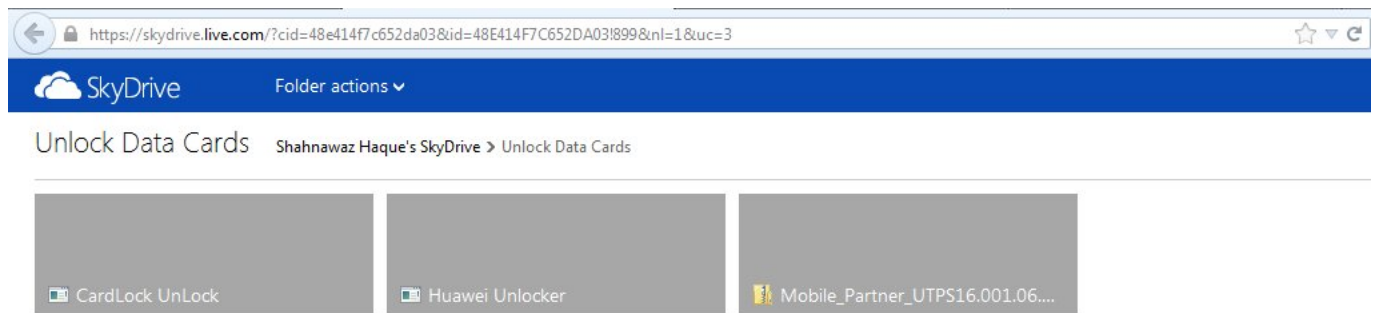 https://skydrive.live.com/?cid=48e414f7c652da03&id=48E414F7C652DA03!899&nl=1&uc=3
SkyDrive Folder actions
Unlock Data Cards Shahnawaz Haque's SkyDrive > Unlock Data Cards
CardLock UnLock Huawei Unlocker Mobile_Partner_UTPS16.001.06....